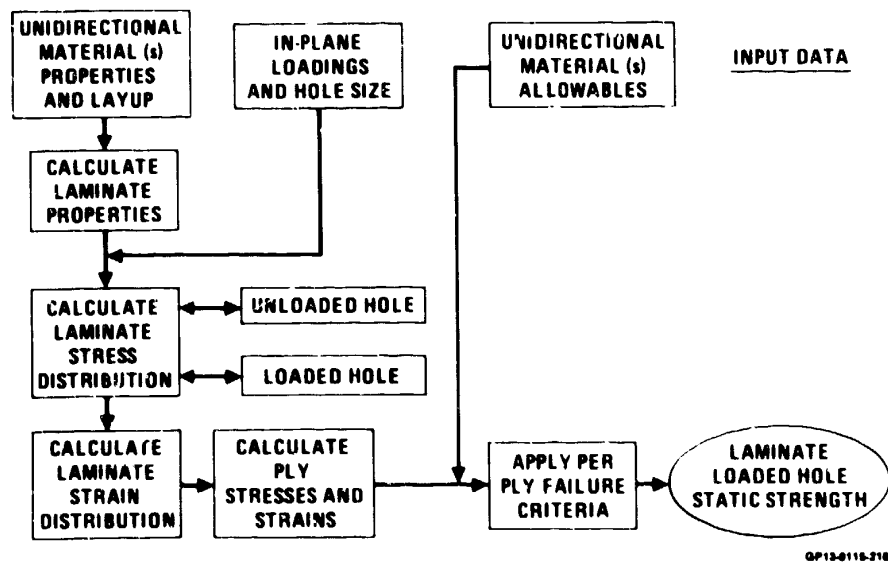 UNIDIRECTIONAL
MATERIAL (s)
PROPERTIES
AND LAYUP
IN-PLANE
LOADINGS
AND HOLE SIZE
UNIDIRECTIONAL
MATERIAL (s)
ALLOWABLES
INPUT DATA
CALCULATE
LAMINATE
PROPERTIES
CALCULATE
LAMINATE
STRESS
DISTRIBUTION
UNLOADED HOLE
LOADED HOLE
CALCULATE
LAMINATE
STRAIN
DISTRIBUTION
CALCULATE
PLY
STRESSES AND
STRAINS
APPLY PER
PLY FAILURE
CRITERIA
LAMINATE
LOADED HOLE
STATIC STRENGTH